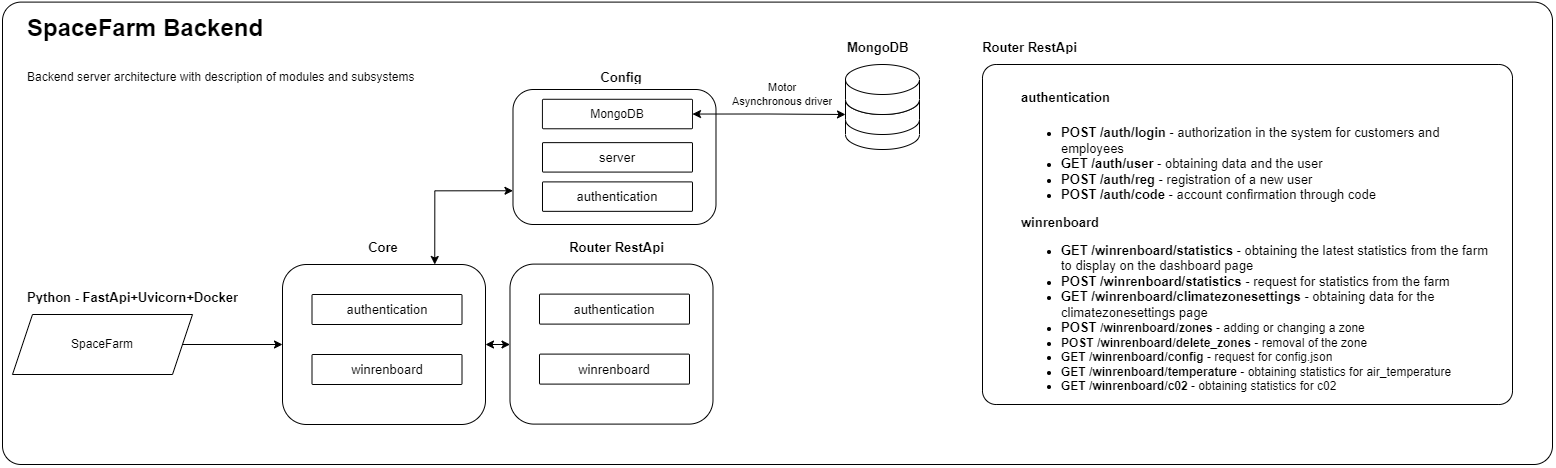 SpaceFarm Backend
Backend server architecture with description of modules and subsystems
Config
MongoDB
server
authentication
Motor
Asynchronous driver
MongoDB
Core
authentication
winrenboard
Router RestApi
authentication
winrenboard
Python - FastApi+Uvicorn+Docker
SpaceFarm
Router RestApi
authentication
• POST /auth/login - authorization in the system for customers and
employees
• GET /auth/user - obtaining data and the user
• POST /auth/reg - registration of a new user
• POST /auth/code - account confirmation through code
winrenboard
• GET /winrenboard/statistics - obtaining the latest statistics from the farm
to display on the dashboard page
• POST /winrenboard/statistics - request for statistics from the farm
• GET /winrenboard/climatezonesettings - obtaining data for the
climatezonesettings page
• POST /winrenboard/zones - adding or changing a zone
• POST /winrenboard/delete_zones - removal of the zone
• GET /winrenboard/config - request for config.json
• GET /winrenboard/temperature - obtaining statistics for air_temperature
• GET /winrenboard/c02 - obtaining statistics for c02